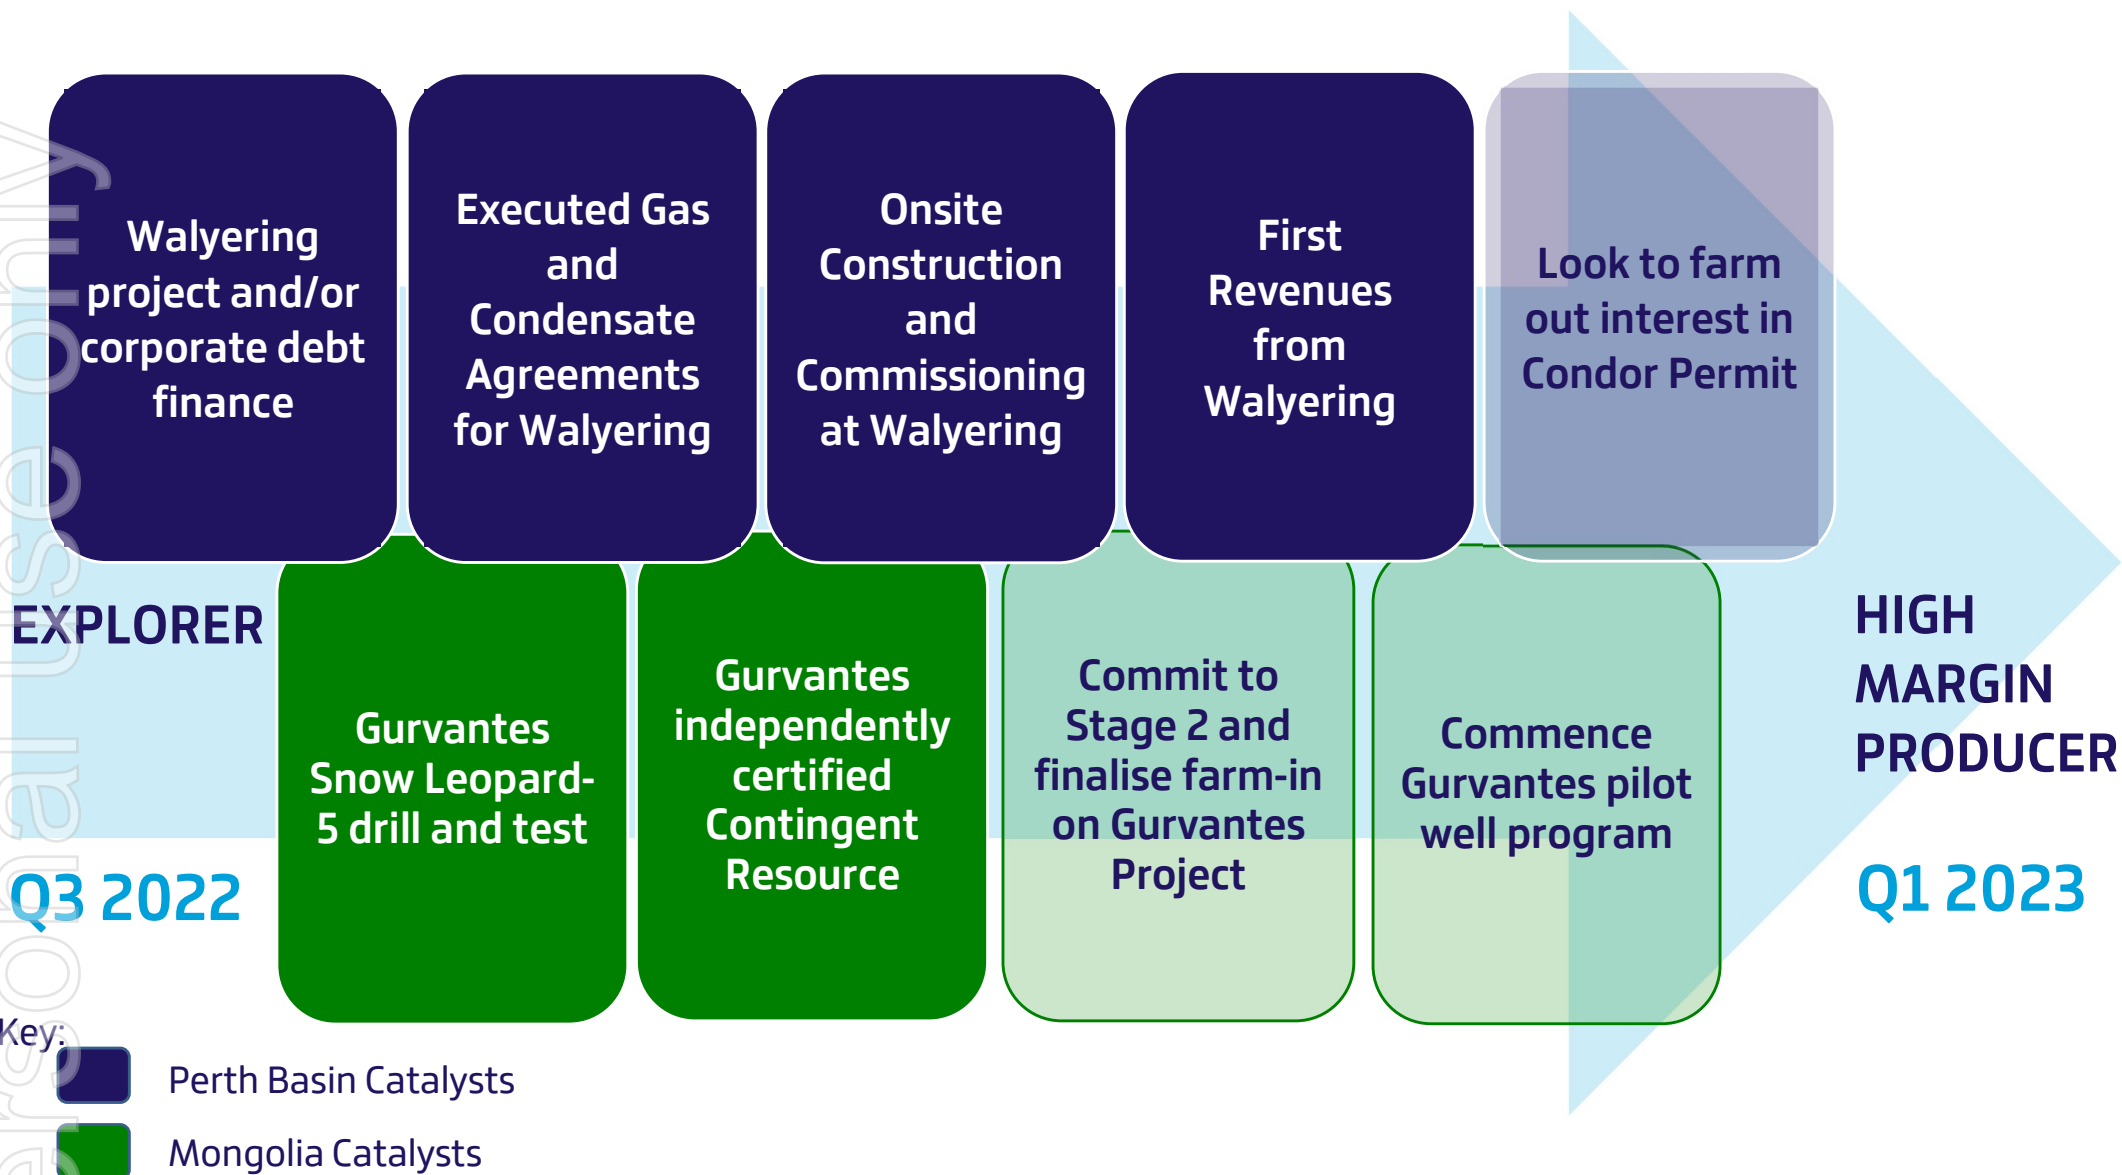 Walyering
project and/or
corporate debt
finance
Executed Gas
and
Condensate
Agreements
for Walyering
Onsite
Construction
and
Commissioning
at Walyering
First
Revenues
from
Walyering
Look to farm
out interest in
Condor Permit
EXPLORER
Q3 2022
Gurvantes
Snow Leopard-
5 drill and test
Gurvantes
independently
certified
Contingent
Resource
Commit to
Stage 2 and
finalise farm-in
on Gurvantes
Project
Commence
Gurvantes pilot
well program
HIGH
MARGIN
PRODUCER
Q1 2023
Key:
Perth Basin Catalysts
Mongolia Catalysts
ersonal use only